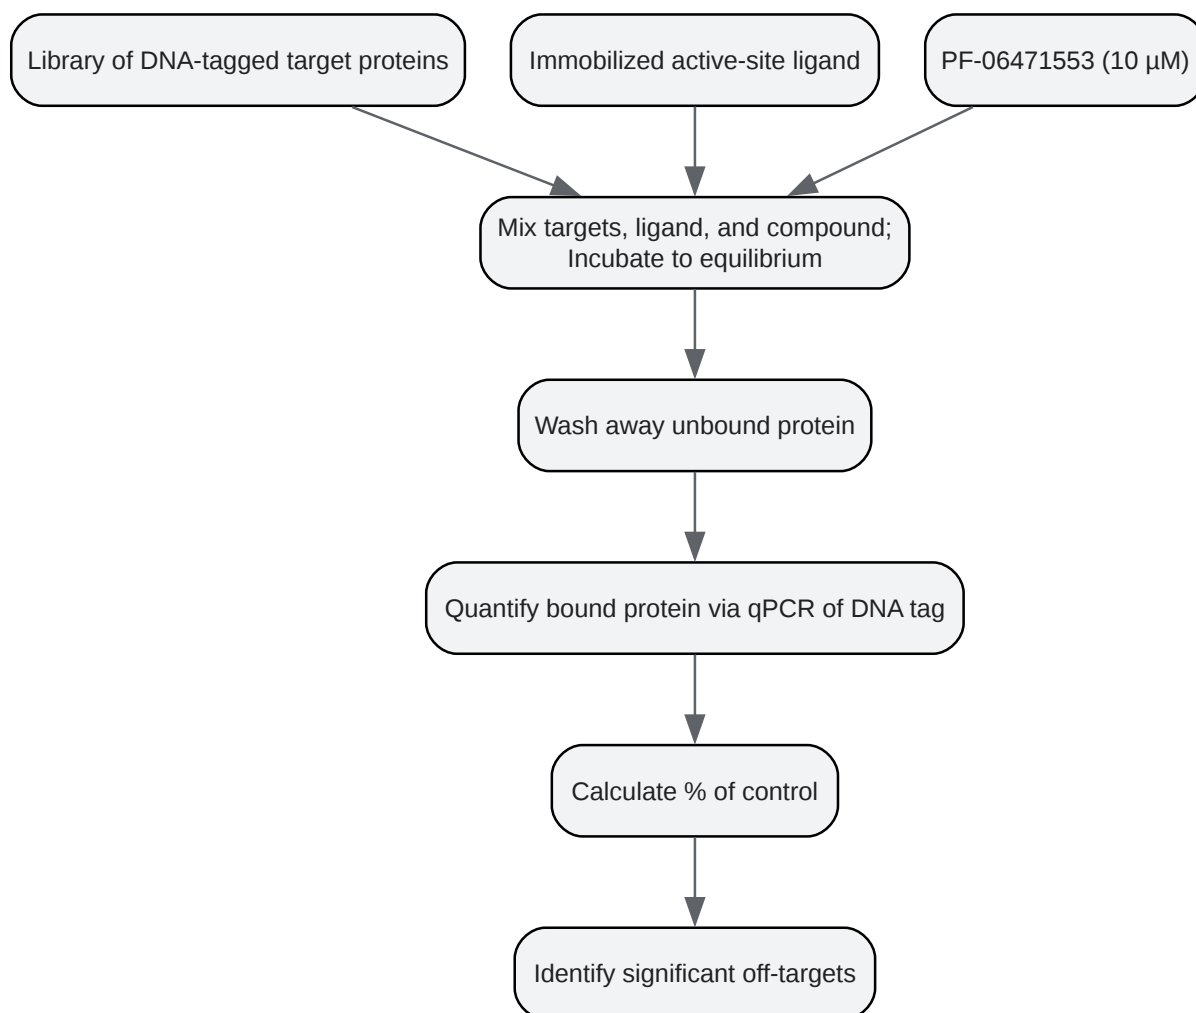 Library of DNA-tagged target proteins
Immobilized active-site ligand
PF-06471553 (10 µM)
Mix targets, ligand, and compound;
Incubate to equilibrium
Wash away unbound protein
Quantify bound protein via qPCR of DNA tag
Calculate % of control
Identify significant off-targets